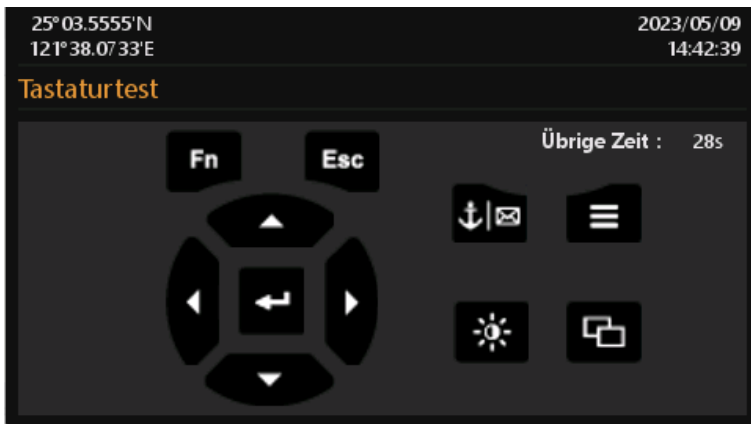 25° 03.5555'N
2023/05/09
121° 38.0733'E
14:42:39
Tastaturtest
Übrige Zeit : 28s
Fn
Esc